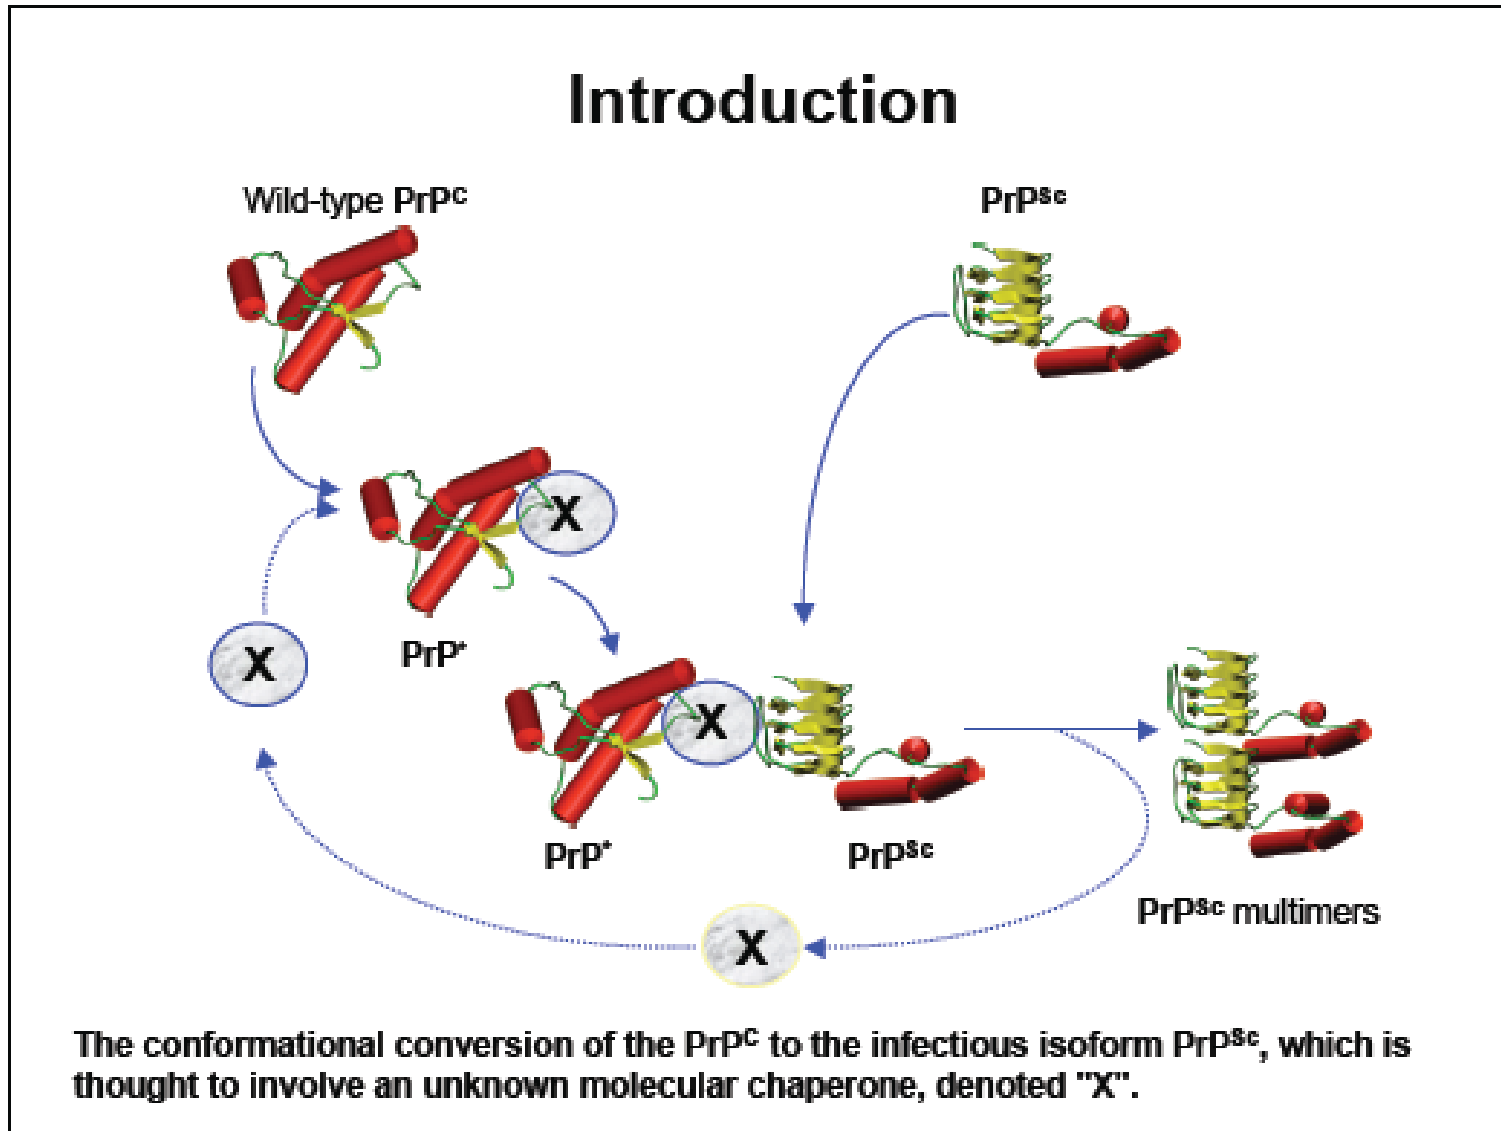 Introduction
Wild-type PrPᶜ
PrPˢᶜ
X
PrP*
X
X
PrP*
PrPˢᶜ
PrPˢᶜ multimers
X
The conformational conversion of the PrPᶜ to the infectious isoform PrPˢᶜ, which is
thought to involve an unknown molecular chaperone, denoted "X".